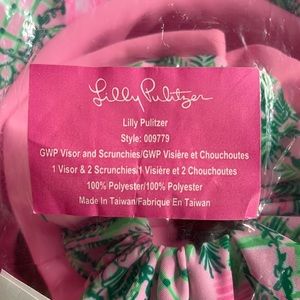 Lilly Pulitzer
Lilly Pulitzer
Style: 009779
GWP Visor and Scrunchies/GWP Visière et Chouchoutes
1 Visor & 2 Scrunchies/1 Visière et 2 Chouchoutes
100% Polyester/100% Polyester
Made In Taiwan/Fabrique En Taiwan